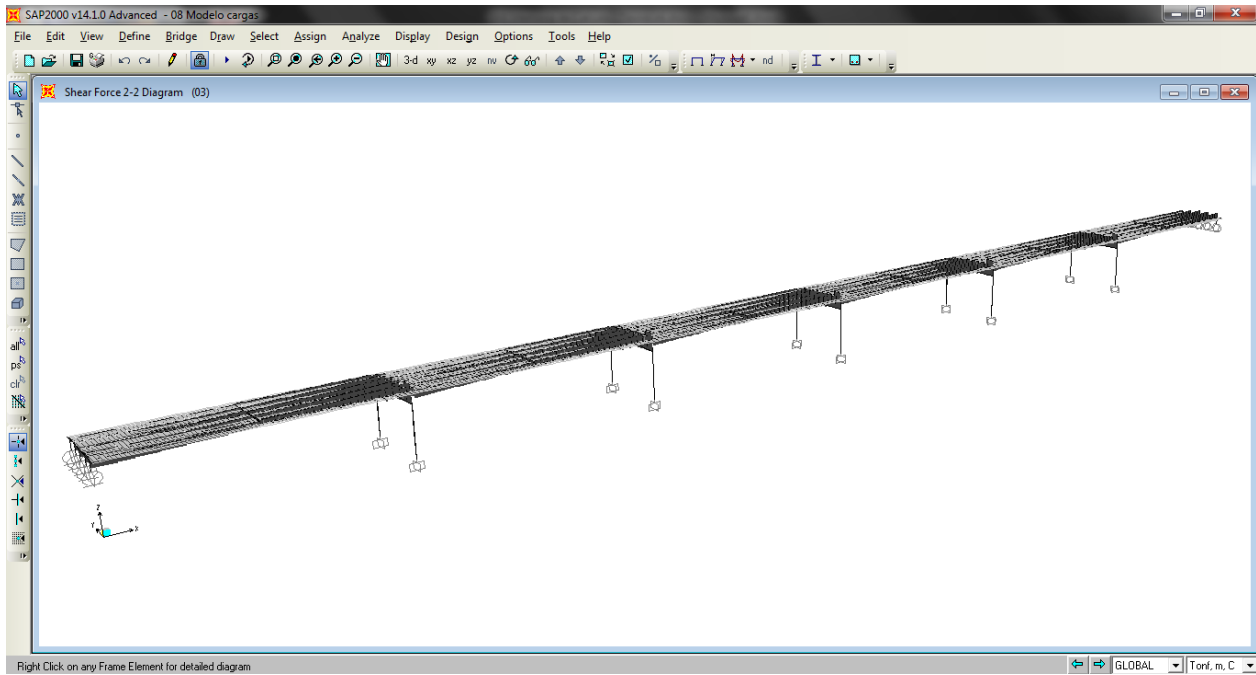 SAP2000 v14.1.0 Advanced - 08 Modelo cargas
File Edit View Define Bridge Draw Select Assign Analyze Display Design Options Tools Help
3-d xy xz yz nv nd
Shear Force 2-2 Diagram (03)
all
ps
clr
Z
Y X
Right Click on any Frame Element for detailed diagram GLOBAL Tonf, m, C